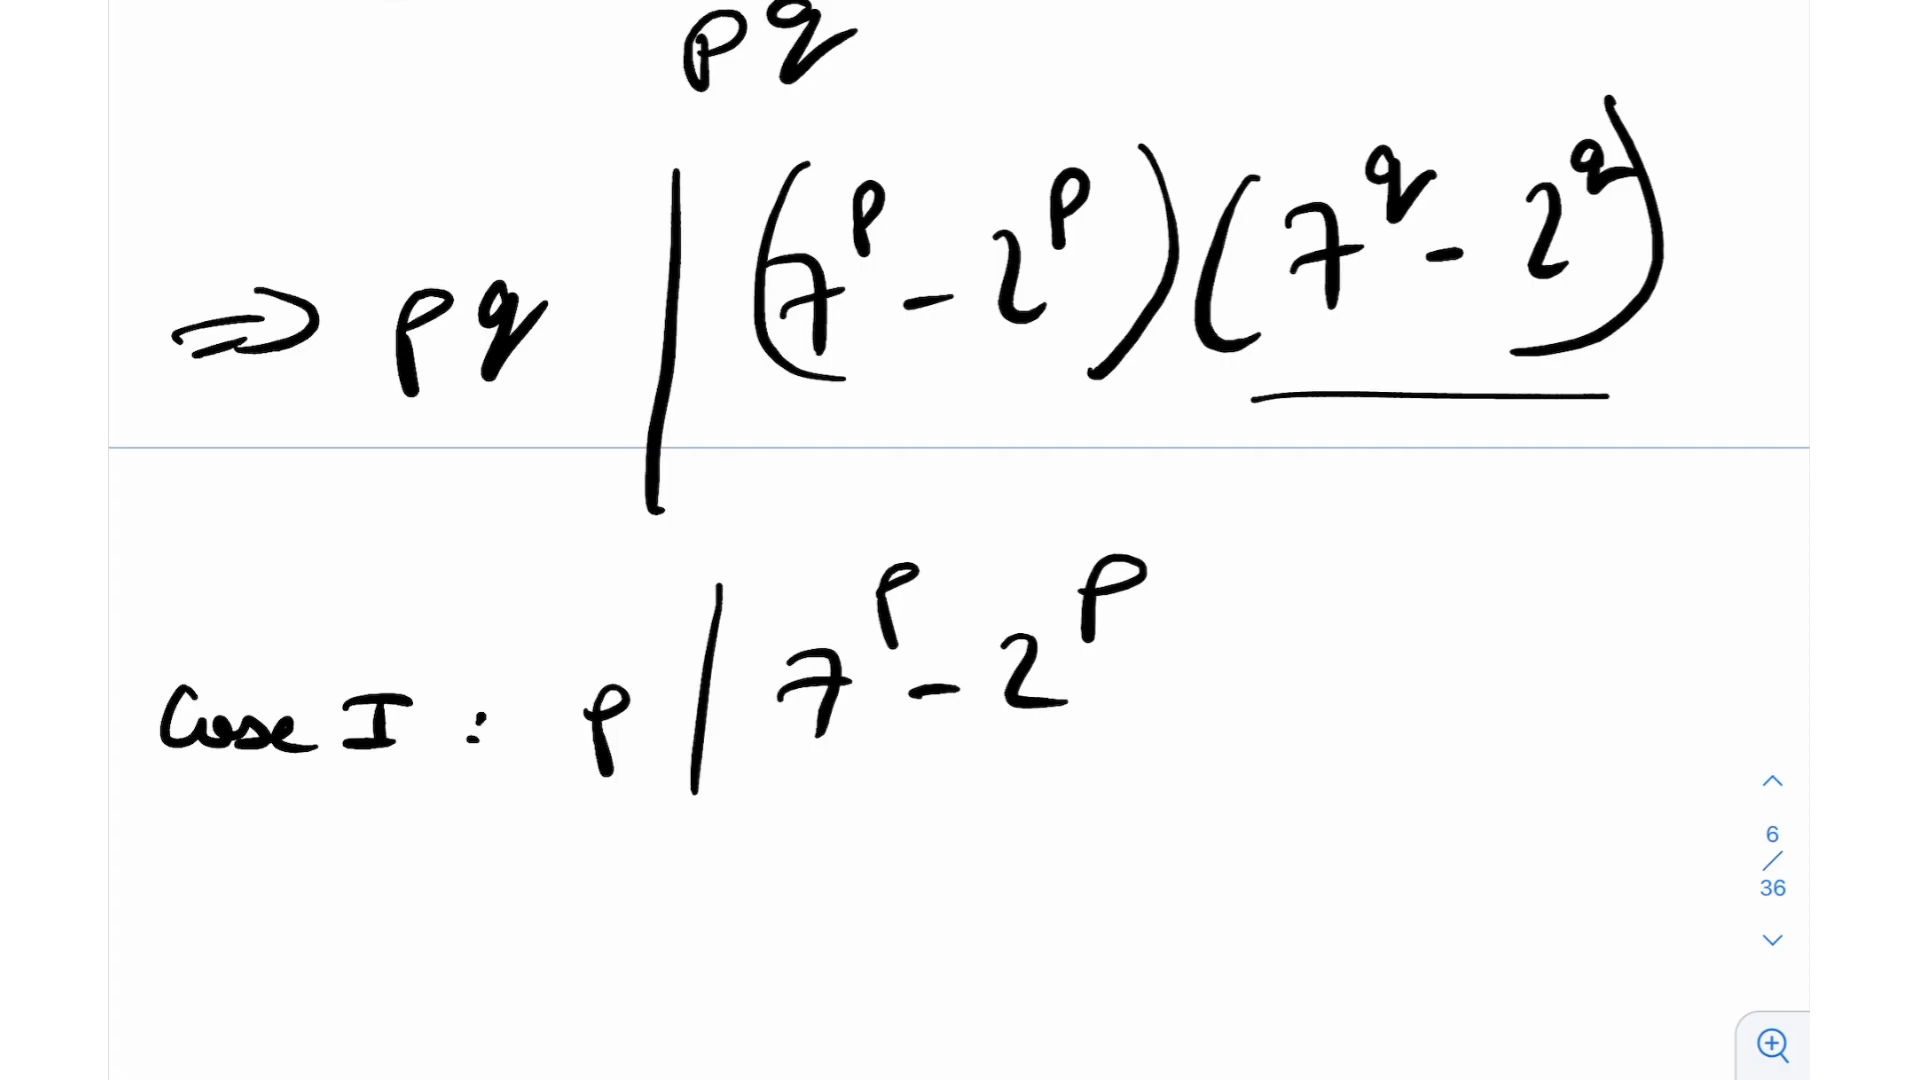 pq
⇒ pq | (7^p - 2^p)(7^q - 2^q)
Case I : p | 7^p - 2^p
6
/
36